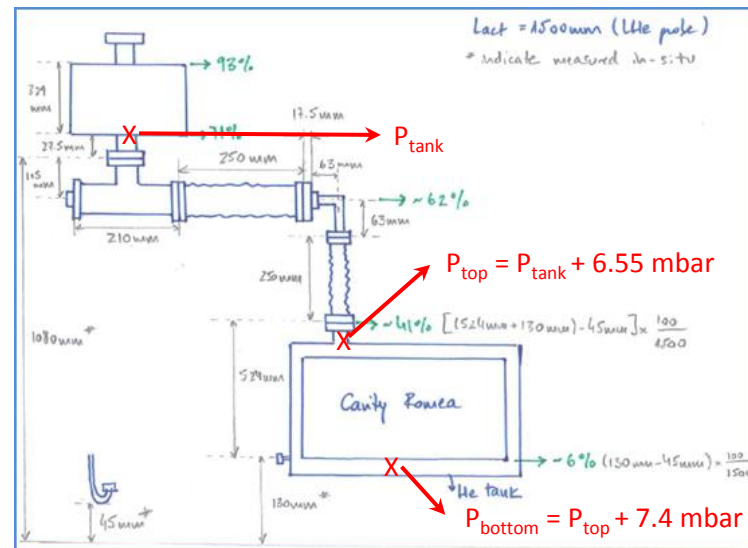 Lact = 1500mm (LHe probe)
* indicate measured in-situ
→ 93%
329 mm
17.5mm
→ 71%
P_tank
27.5mm
250mm
63mm
105 mm
→ ~62%
63mm
210mm
P_top = P_tank + 6.55 mbar
250mm
→ ~41% [(524mm+130mm)-45mm] × 100/1500
1080mm*
524mm
Cavity Romea
→ ~6% (130mm-45mm) × 100/1500
He tank
130mm*
45mm*
P_bottom = P_top + 7.4 mbar